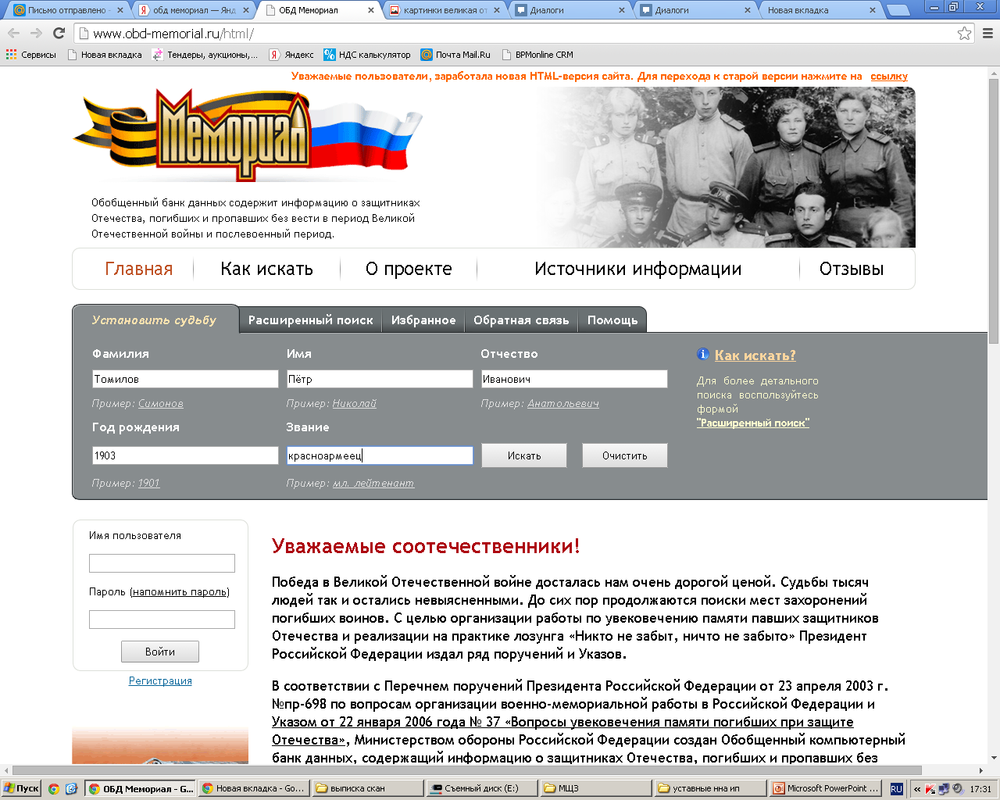 Письмо отправлено -
обд мемориал — Янд
ОБД Мемориал
картинки великая от
Диалоги
Диалоги
Новая вкладка
www.obd-memorial.ru/html/
Сервисы
Новая вкладка
Тендеры, аукционы,...
Яндекс
НДС калькулятор
Почта Mail.Ru
BPMonline CRM
Уважаемые пользователи, заработала новая HTML-версия сайта. Для перехода к старой версии нажмите на ссылку
Мемориал
Обобщенный банк данных содержит информацию о защитниках
Отечества, погибших и пропавших без вести в период Великой
Отечественной войны и послевоенный период.
Главная
Как искать
О проекте
Источники информации
Отзывы
Установить судьбу
Расширенный поиск
Избранное
Обратная связь
Помощь
Фамилия
Имя
Отчество
Томилов
Пётр
Иванович
Пример: Симонов
Пример: Николай
Пример: Анатольевич
Год рождения
Звание
1903
красноармеец
Искать
Очистить
Пример: 1901
Пример: мл. лейтенант
Как искать?
Для более детального
поиска воспользуйтесь
формой
"Расширенный поиск"
Имя пользователя
Пароль (напомнить пароль)
Войти
Регистрация
Уважаемые соотечественники!
Победа в Великой Отечественной войне досталась нам очень дорогой ценой. Судьбы тысяч
людей так и остались невыясненными. До сих пор продолжаются поиски мест захоронений
погибших воинов. С целью организации работы по увековечению памяти павших защитников
Отечества и реализации на практике лозунга «Никто не забыт, ничто не забыто» Президент
Российской Федерации издал ряд поручений и Указов.
В соответствии с Перечнем поручений Президента Российской Федерации от 23 апреля 2003 г.
№пр-698 по вопросам организации военно-мемориальной работы в Российской Федерации и
Указом от 22 января 2006 года № 37 «Вопросы увековечения памяти погибших при защите
Отечества», Министерством обороны Российской Федерации создан Обобщенный компьютерный
банк данных, содержащий информацию о защитниках Отечества, погибших и пропавших без
Пуск
ОБД Мемориал - G...
Новая вкладка - Go...
выписка скан
Съемный диск (E:)
МЩЗ
уставные нна ип
Microsoft PowerPoint ...
RU
17:31